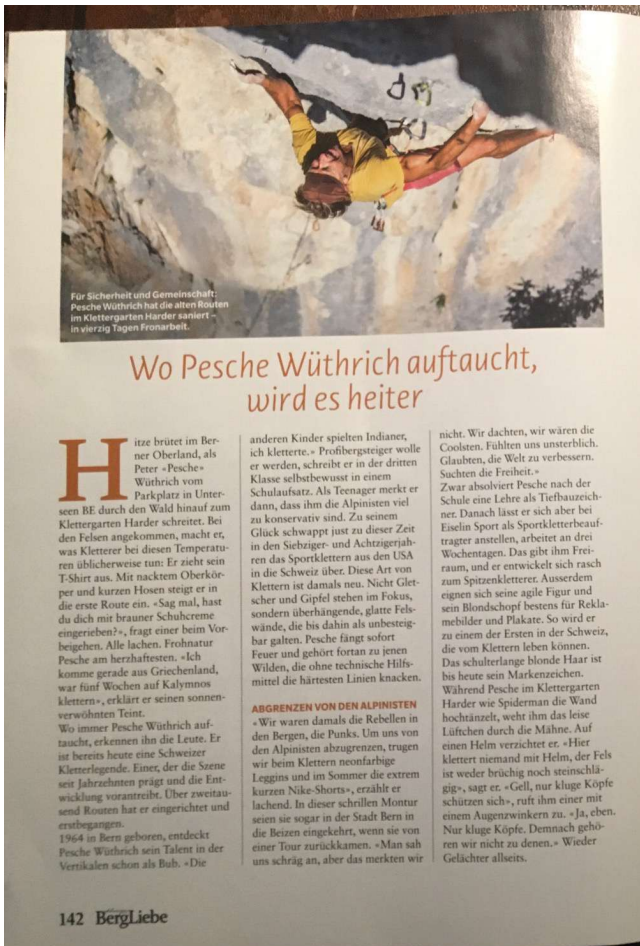 Für Sicherheit und Gemeinschaft:
Pesche Wüthrich hat die alten Routen
im Klettergarten Harder saniert –
in vierzig Tagen Fronarbeit.
Wo Pesche Wüthrich auftaucht,
wird es heiter
Hitze brütet im Ber-
ner Oberland, als
Peter «Pesche»
Wüthrich vom
Parkplatz in Unter-
seen BE durch den Wald hinauf zum
Klettergarten Harder schreitet. Bei
den Felsen angekommen, macht er,
was Kletterer bei diesen Temperatu-
ren üblicherweise tun: Er zieht sein
T-Shirt aus. Mit nacktem Oberkör-
per und kurzen Hosen steigt er in
die erste Route ein. «Sag mal, hast
du dich mit brauner Schuhcreme
eingerieben?», fragt einer beim Vor-
beigehen. Alle lachen. Frohnatur
Pesche am herzhaftesten. «Ich
komme gerade aus Griechenland,
war fünf Wochen auf Kalymnos
klettern», erklärt er seinen sonnen-
verwöhnten Teint.
Wo immer Pesche Wüthrich auf-
taucht, erkennen ihn die Leute. Er
ist bereits heute eine Schweizer
Kletterlegende. Einer, der die Szene
seit Jahrzehnten prägt und die Ent-
wicklung vorantreibt. Über zweitau-
send Routen hat er eingerichtet und
erstbegangen.
1964 in Bern geboren, entdeckt
Pesche Wüthrich sein Talent in der
Vertikalen schon als Bub. «Die
anderen Kinder spielten Indianer,
ich kletterte.» Profibergsteiger wolle
er werden, schreibt er in der dritten
Klasse selbstbewusst in einem
Schulaufsatz. Als Teenager merkt er
dann, dass ihm die Alpinisten viel
zu konservativ sind. Zu seinem
Glück schwappt just zu dieser Zeit
in den Siebziger- und Achtzigerjah-
ren das Sportklettern aus den USA
in die Schweiz über. Diese Art von
Klettern ist damals neu. Nicht Glet-
scher und Gipfel stehen im Fokus,
sondern überhängende, glatte Fels-
wände, die bis dahin als unbesteig-
bar galten. Pesche fängt sofort
Feuer und gehört fortan zu jenen
Wilden, die ohne technische Hilfs-
mittel die härtesten Linien knacken.
ABGRENZEN VON DEN ALPINISTEN
«Wir waren damals die Rebellen in
den Bergen, die Punks. Um uns von
den Alpinisten abzugrenzen, trugen
wir beim Klettern neonfarbige
Leggins und im Sommer die extrem
kurzen Nike-Shorts», erzählt er
lachend. In dieser schrillen Montur
seien sie sogar in der Stadt Bern in
die Beizen eingekehrt, wenn sie von
einer Tour zurückkamen. «Man sah
uns schräg an, aber das merkten wir
nicht. Wir dachten, wir wären die
Coolsten. Fühlten uns unsterblich.
Glaubten, die Welt zu verbessern.
Suchten die Freiheit.»
Zwar absolviert Pesche nach der
Schule eine Lehre als Tiefbauzeich-
ner. Danach lässt er sich aber bei
Eiselin Sport als Sportkletterbeauf-
tragter anstellen, arbeitet an drei
Wochentagen. Das gibt ihm Frei-
raum, und er entwickelt sich rasch
zum Spitzenkletterer. Ausserdem
eignen sich seine agile Figur und
sein Blondschopf bestens für Rekla-
mebilder und Plakate. So wird er
zu einem der Ersten in der Schweiz,
die vom Klettern leben können.
Das schulterlange blonde Haar ist
bis heute sein Markenzeichen.
Während Pesche im Klettergarten
Harder wie Spiderman die Wand
hochtänzelt, weht ihm das leise
Lüftchen durch die Mähne. Auf
einen Helm verzichtet er. «Hier
klettert niemand mit Helm, der Fels
ist weder brüchig noch steinschlä-
gig», sagt er. «Gell, nur kluge Köpfe
schützen sich», ruft ihm einer mit
einem Augenzwinkern zu. «Ja, eben.
Nur kluge Köpfe. Demnach gehö-
ren wir nicht zu denen.» Wieder
Gelächter allseits.
142 BergLiebe